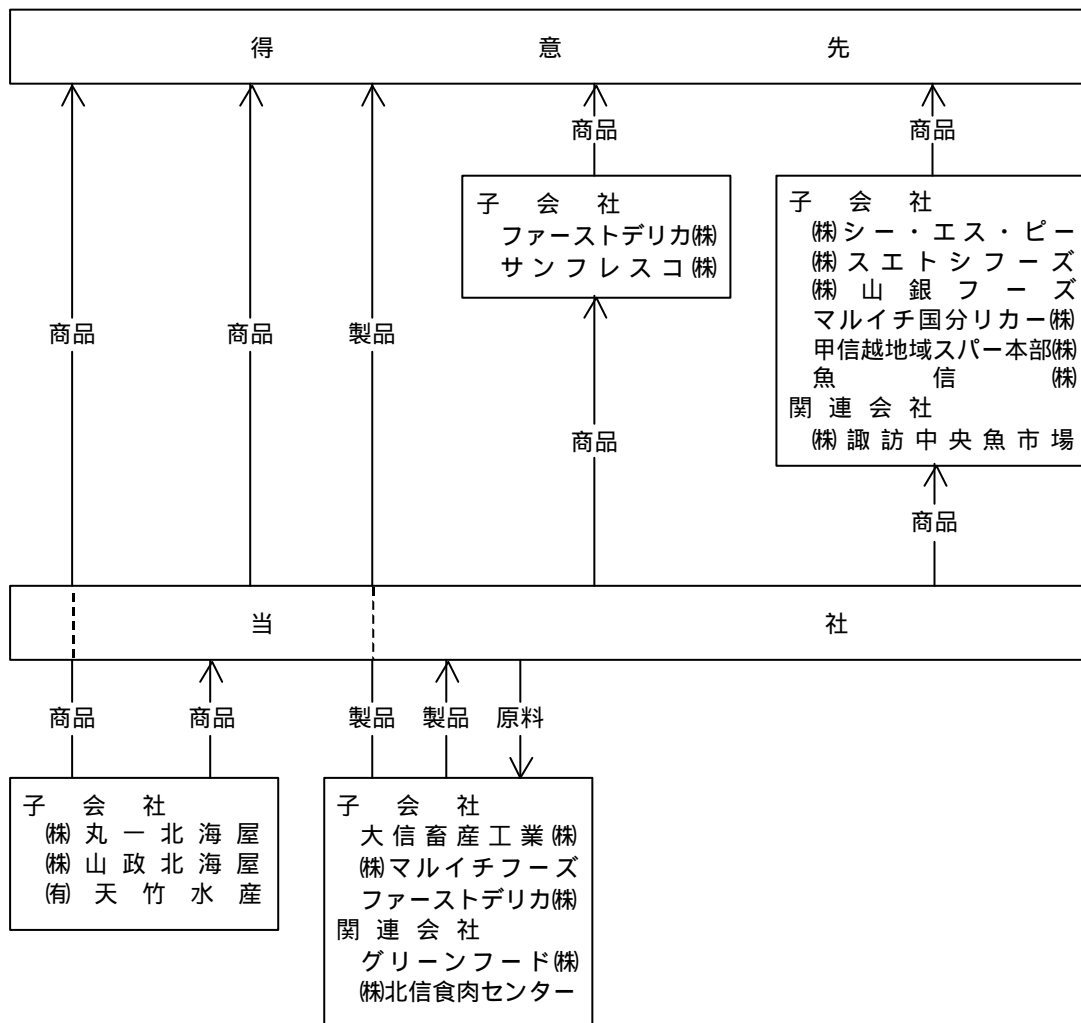 得意先
商品
商品
子会社
ファーストデリカ㈱
サンフレスコ㈱
子会社
㈱シー・エス・ピー
㈱スエトシフーズ
㈱山銀フーズ
マルイチ国分リカー㈱
甲信越地域スパー本部㈱
魚信㈱
関連会社
㈱諏訪中央魚市場
商品
商品
製品
商品
商品
当社
商品
商品
製品
製品
原料
子会社
㈱丸一北海屋
㈱山政北海屋
㈲天竹水産
子会社
大信畜産工業㈱
㈱マルイチフーズ
ファーストデリカ㈱
関連会社
グリーンフード㈱
㈱北信食肉センター